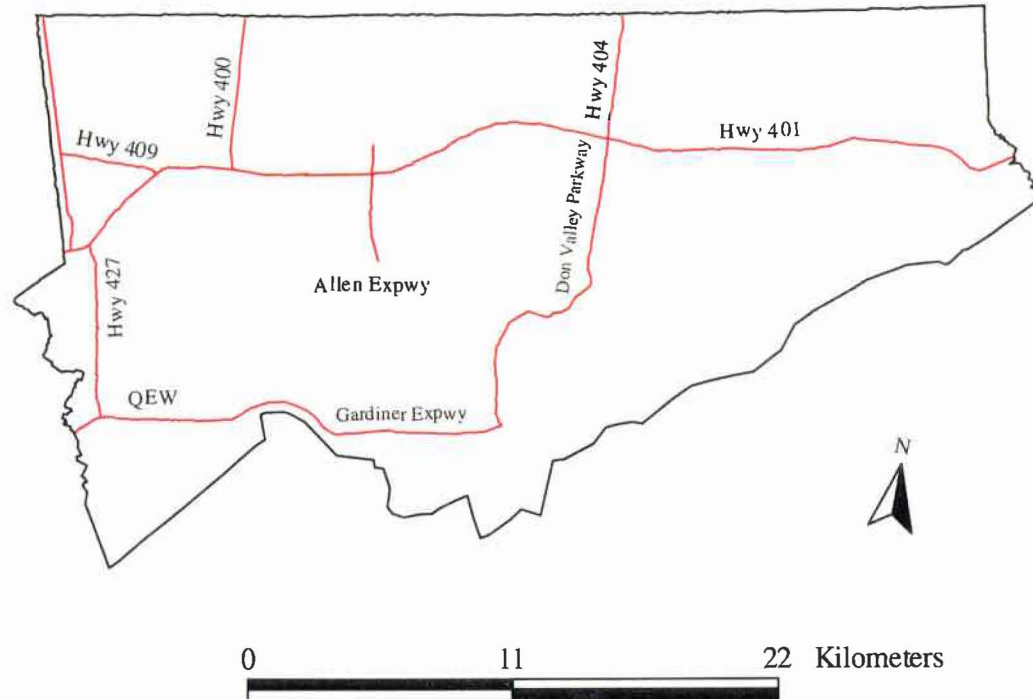 Hwy 400
Hwy 404
Hwy 409
Hwy 401
Don Valley Parkway
Hwy 427
Allen Expwy
QEW
Gardiner Expwy
N
0 11 22 Kilometers